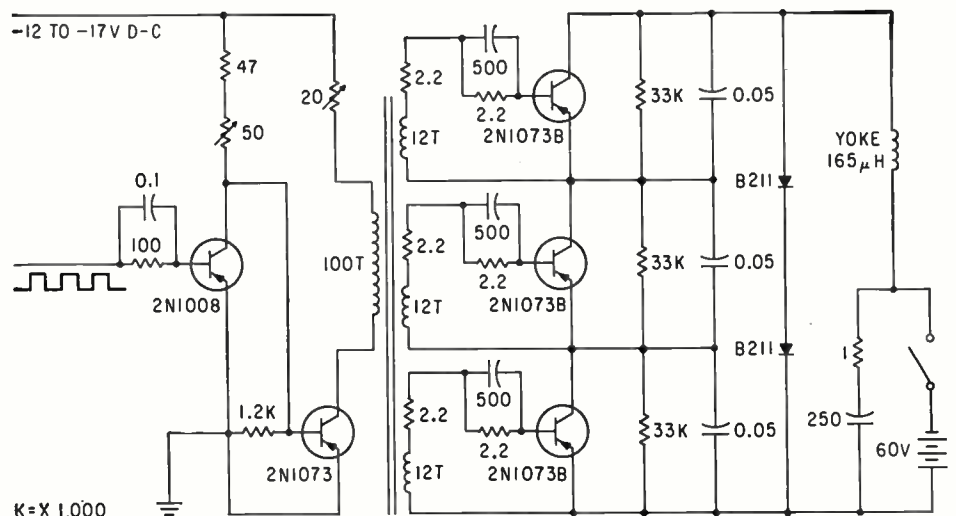 -12 TO -17V D-C
47
50
20
0.1
100
2N1008
1.2K
2N1073
100T
K=X 1,000
2.2
500
2.2
12T
2N1073B
33K
0.05
2.2
500
2.2
12T
2N1073B
33K
0.05
2.2
500
2.2
12T
2N1073B
33K
0.05
B211
B211
YOKE
165μH
1
250
60V